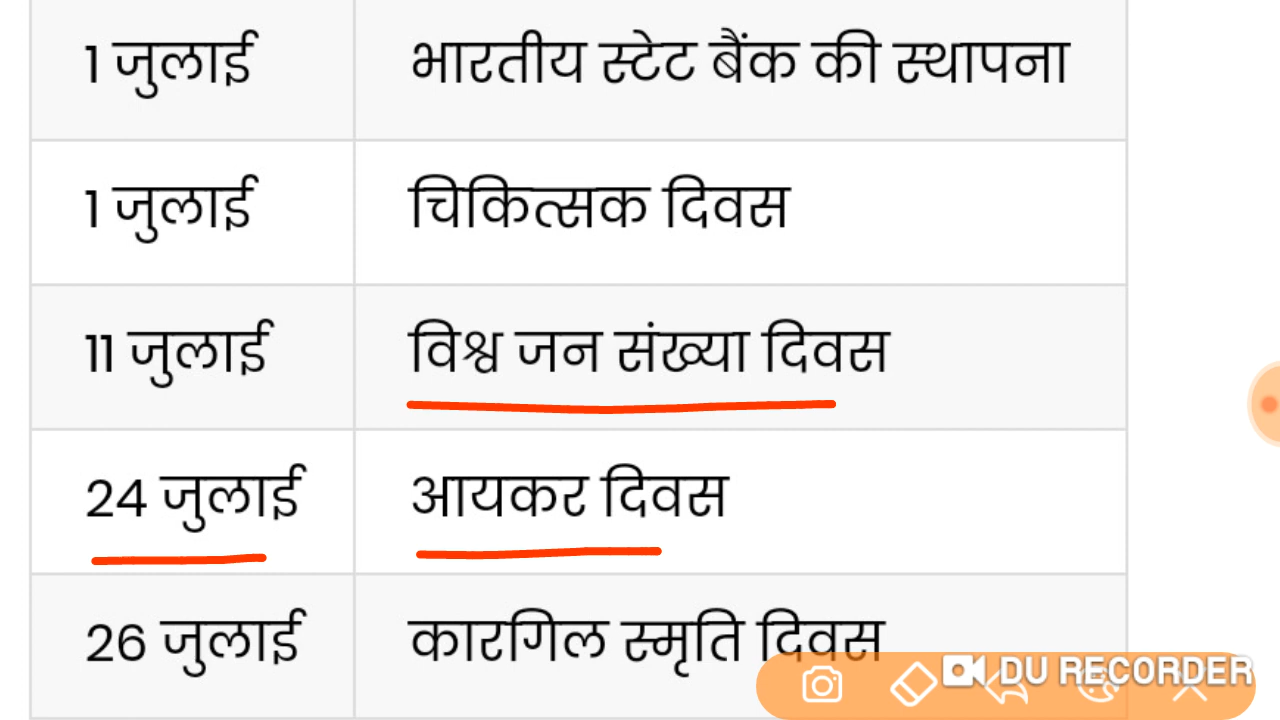 1 जुलाई भारतीय स्टेट बैंक की स्थापना
1 जुलाई चिकित्सक दिवस
11 जुलाई विश्व जन संख्या दिवस
24 जुलाई आयकर दिवस
26 जुलाई कारगिल स्मृति दिवस
DU RECORDER